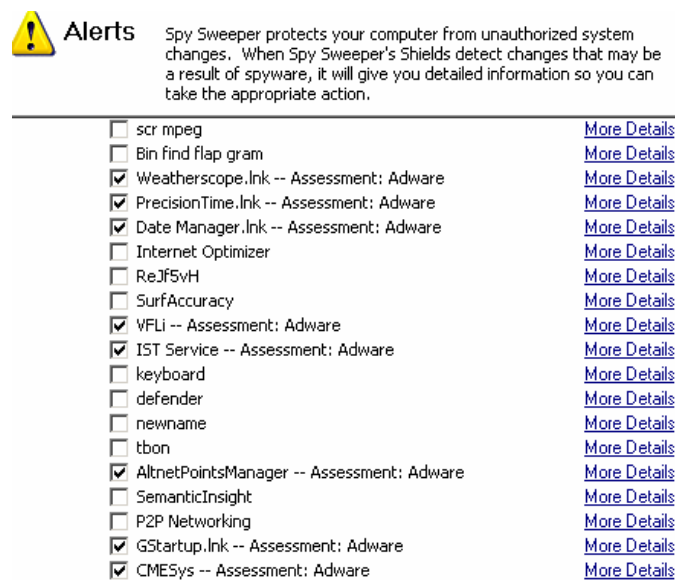 Alerts
Spy Sweeper protects your computer from unauthorized system
changes. When Spy Sweeper's Shields detect changes that may be
a result of spyware, it will give you detailed information so you can
take the appropriate action.
scr mpeg More Details
Bin find flap gram More Details
Weatherscope.lnk -- Assessment: Adware More Details
PrecisionTime.lnk -- Assessment: Adware More Details
Date Manager.lnk -- Assessment: Adware More Details
Internet Optimizer More Details
ReJf5vH More Details
SurfAccuracy More Details
VFLi -- Assessment: Adware More Details
IST Service -- Assessment: Adware More Details
keyboard More Details
defender More Details
newname More Details
tbon More Details
AltnetPointsManager -- Assessment: Adware More Details
SemanticInsight More Details
P2P Networking More Details
GStartup.lnk -- Assessment: Adware More Details
CMESys -- Assessment: Adware More Details